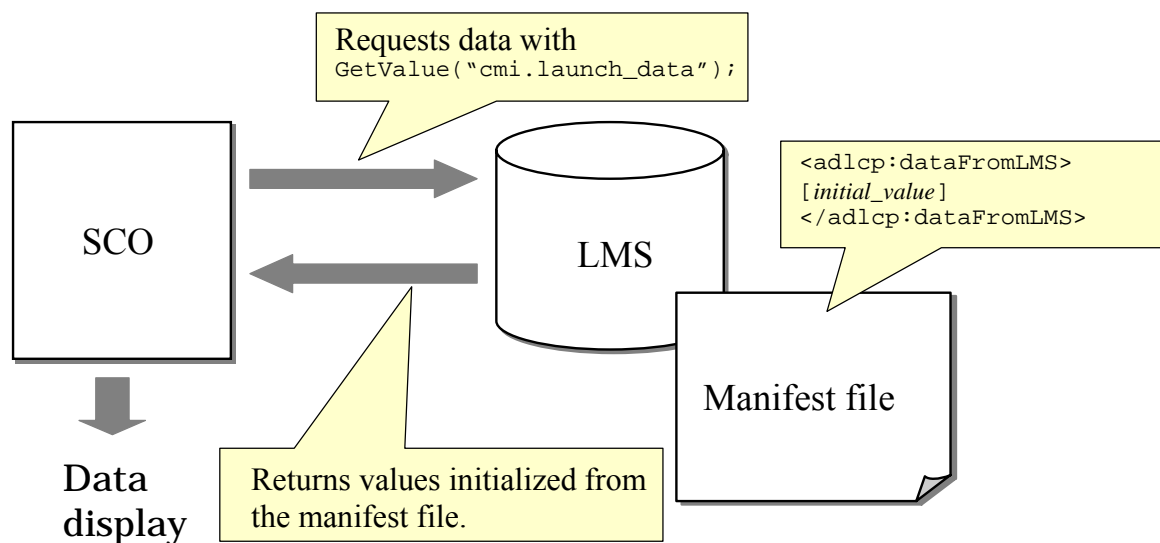 Requests data with
GetValue(“cmi.launch_data”);
<adlcp:dataFromLMS>
[initial_value]
</adlcp:dataFromLMS>
SCO
LMS
Manifest file
Returns values initialized from
the manifest file.
Data
display